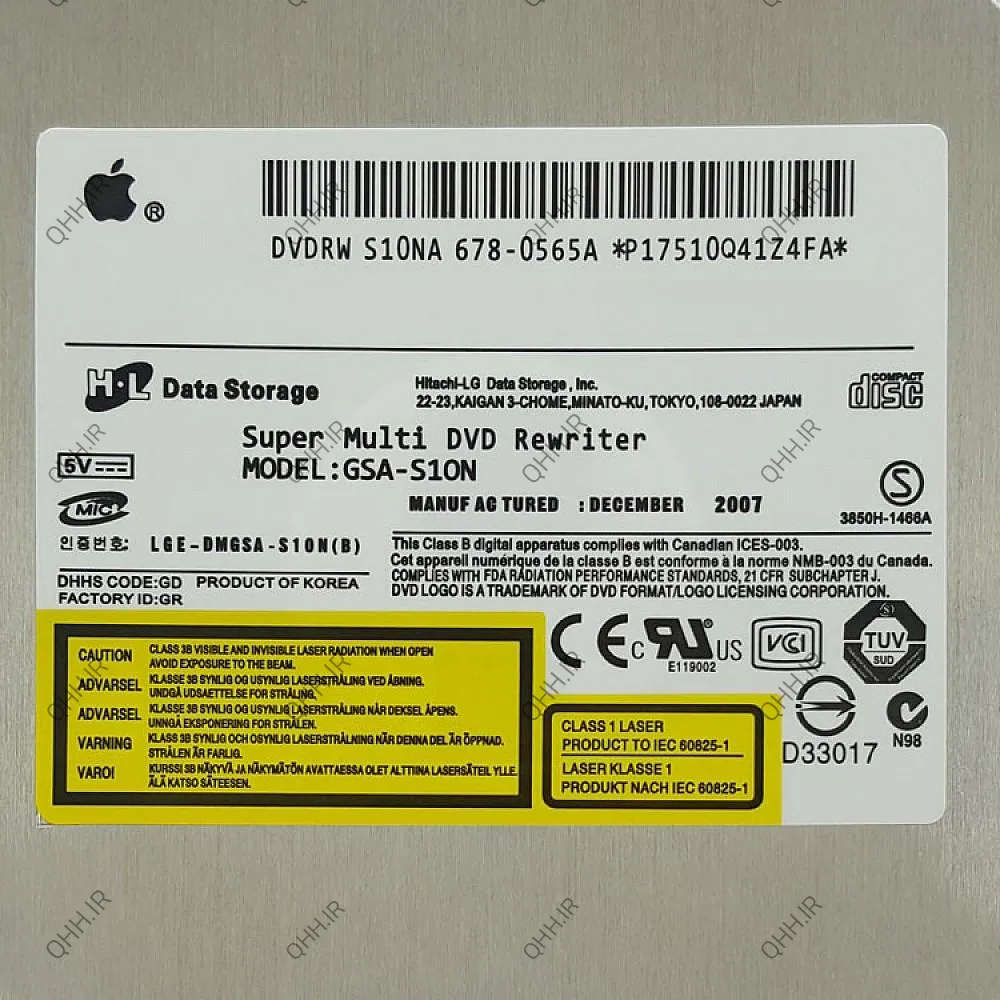 ®
DVDRW S10NA 678-0565A *P17510Q41Z4FA*
H·L Data Storage
Hitachi-LG Data Storage, Inc.
22-23,KAIGAN 3-CHOME,MINATO-KU,TOKYO,108-0022 JAPAN
COMPACT
disc
Super Multi DVD Rewriter
MODEL:GSA-S10N
5V
MANUFACTURED :DECEMBER 2007
S
3850H-1466A
MIC
인증번호: LGE-DMGSA-S10N(B)
DHHS CODE:GD PRODUCT OF KOREA
FACTORY ID:GR
This Class B digital apparatus complies with Canadian ICES-003.
Cet appareil numérique de la classe B est conforme à la norme NMB-003 du Canada.
COMPLIES WITH FDA RADIATION PERFORMANCE STANDARDS, 21 CFR SUBCHAPTER J.
DVD LOGO IS A TRADEMARK OF DVD FORMAT/LOGO LICENSING CORPORATION.
CAUTION CLASS 3B VISIBLE AND INVISIBLE LASER RADIATION WHEN OPEN
AVOID EXPOSURE TO THE BEAM.
ADVARSEL KLASSE 3B SYNLIG OG USYNLIG LASERSTRÅLING VED ÅBNING.
UNDGÅ UDSAETTELSE FOR STRÅLING.
ADVARSEL KLASSE 3B SYNLIG OG USYNLIG LASERSTRÅLING NÅR DEKSEL ÅPENS.
UNNGÅ EKSPONERING FOR STRÅLEN.
VARNING KLASSE 3B SYNLIG OCH OSYNLIG LASERSTRÅLNING NÄR DENNA DEL ÄR ÖPPNAD.
STRÅLEN ÄR FARLIG.
VARO! KURSSI 3B NÄKYVÄ JA NÄKYMÄTÖN AVATTAESSA OLET ALTTIINA LASERSÄTEIL YLLE.
ÄLÄ KATSO SÄTEESEN.
CE
c RU® US
E119002
VCI
S
TUV
SUD
CLASS 1 LASER
PRODUCT TO IEC 60825-1
LASER KLASSE 1
PRODUKT NACH IEC 60825-1
D33017
N98
QHH.IR